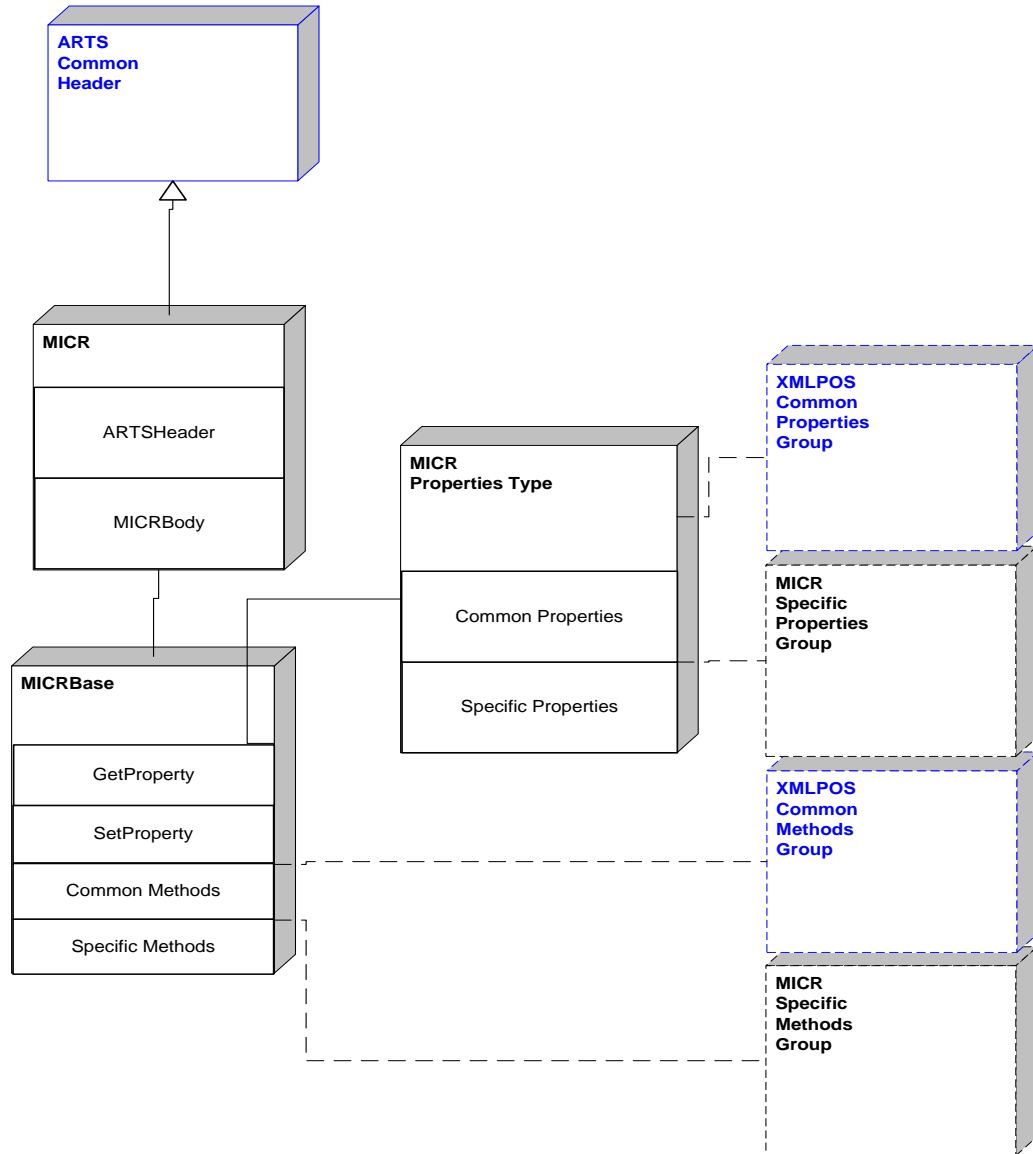 ARTS
Common
Header
MICR
ARTSHeader
MICRBody
MICR
Properties Type
Common Properties
Specific Properties
XMLPOS
Common
Properties
Group
MICR
Specific
Properties
Group
MICRBase
GetProperty
SetProperty
Common Methods
Specific Methods
XMLPOS
Common
Methods
Group
MICR
Specific
Methods
Group